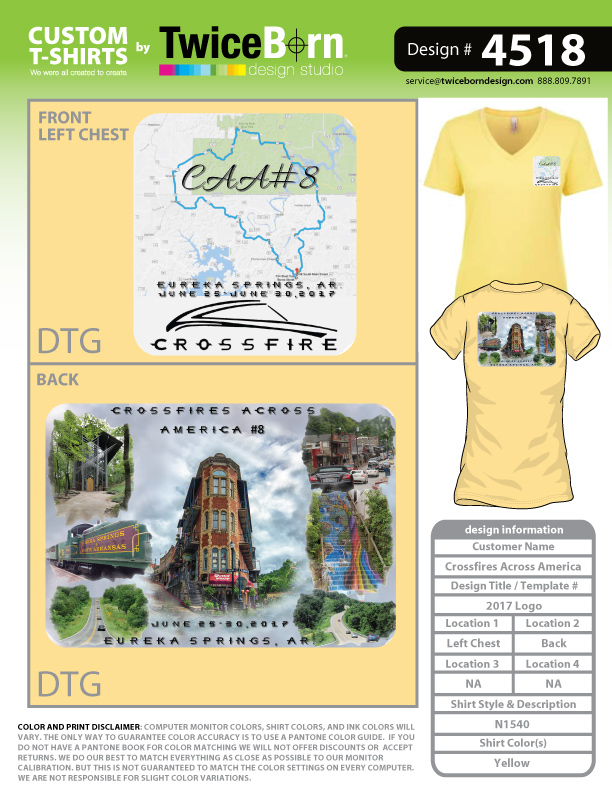 CUSTOM
T-SHIRTS
We were all created to create
by
TwiceBorn
design studio
Design # 4518
service@twiceborndesign.com 888.809.7891
FRONT
LEFT CHEST
CAA#8
EUREKA SPRINGS, AR
JUNE 25-JUNE 30,2017
CROSSFIRE
DTG
BACK
CROSSFIRES ACROSS
AMERICA #8
JUNE 25-30,2017
EUREKA SPRINGS, AR
DTG
design information
Customer Name
Crossfires Across America
Design Title / Template #
2017 Logo
Location 1
Location 2
Left Chest
Back
Location 3
Location 4
NA
NA
Shirt Style & Description
N1540
Shirt Color(s)
Yellow
COLOR AND PRINT DISCLAIMER: COMPUTER MONITOR COLORS, SHIRT COLORS, AND INK COLORS WILL
VARY. THE ONLY WAY TO GUARANTEE COLOR ACCURACY IS TO USE A PANTONE COLOR GUIDE. IF YOU
DO NOT HAVE A PANTONE BOOK FOR COLOR MATCHING WE WILL NOT OFFER DISCOUNTS OR ACCEPT
RETURNS. WE DO OUR BEST TO MATCH EVERYTHING AS CLOSE AS POSSIBLE TO OUR MONITOR
CALIBRATION. BUT THIS IS NOT GUARANTEED TO MATCH THE COLOR SETTINGS ON EVERY COMPUTER.
WE ARE NOT RESPONSIBLE FOR SLIGHT COLOR VARIATIONS.